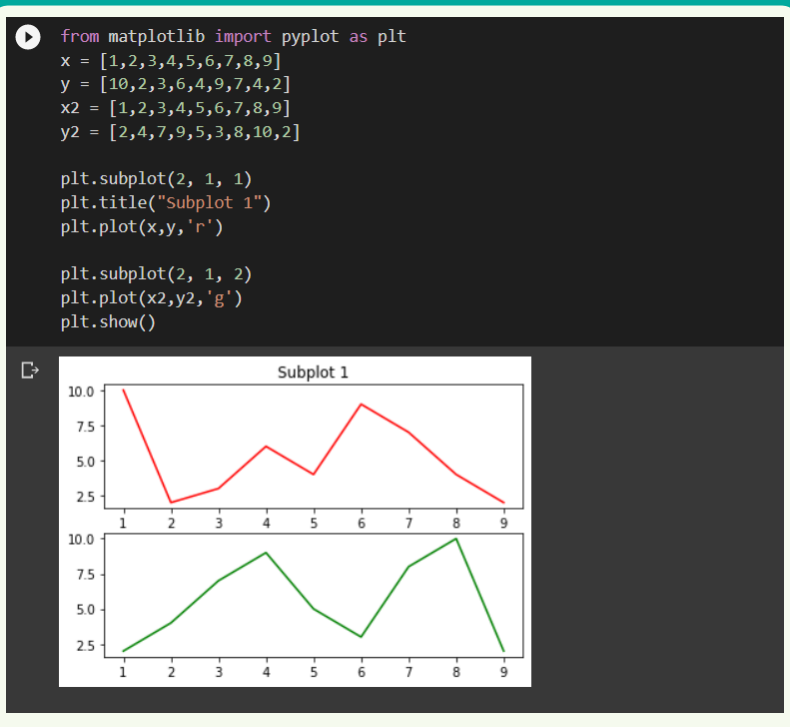 from matplotlib import pyplot as plt
x = [1,2,3,4,5,6,7,8,9]
y = [10,2,3,6,4,9,7,4,2]
x2 = [1,2,3,4,5,6,7,8,9]
y2 = [2,4,7,9,5,3,8,10,2]
plt.subplot(2, 1, 1)
plt.title("Subplot 1")
plt.plot(x,y,'r')
plt.subplot(2, 1, 2)
plt.plot(x2,y2,'g')
plt.show()
Subplot 1
10.0
7.5
5.0
2.5
1 2 3 4 5 6 7 8 9
10.0
7.5
5.0
2.5
1 2 3 4 5 6 7 8 9